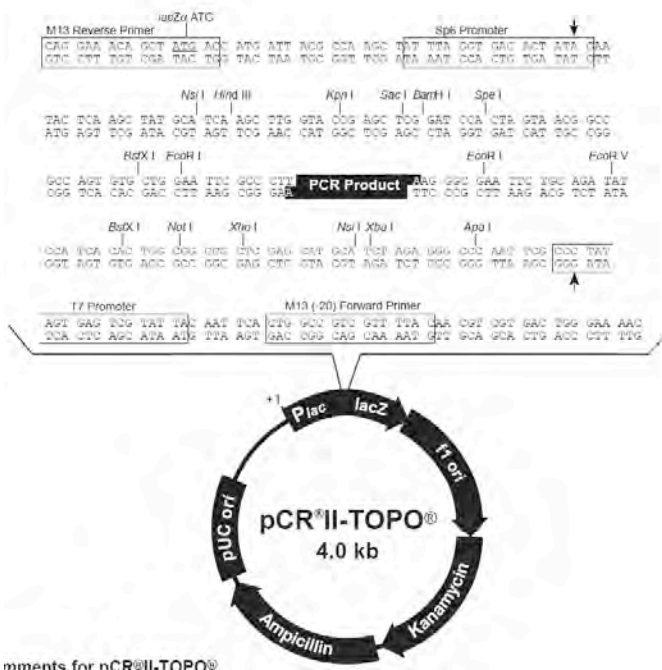 lacZα ATG
M13 Reverse Primer
Sp6 Promoter
CAG GAA ACA GCT ATG ACC ATG ATT ACG CCA AGC TAT TTA GGT GAC ACT ATA GAA
GTC CTT TGT CGA TAC TGG TAC TAA TGC GGT TCG ATA AAT CCA CTG TGA TAT CTT
Nsi I Hind III Kpn I Sac I BamH I Spe I
TAC TCA AGC TAT GCA TCA AGC TTG GTA CCG AGC TCG GAT CCA CTA GTA ACG GCC
ATG AGT TCG ATA CGT AGT TCG AAC CAT GGC TCG AGC CTA GGT GAT CAT TGC CGG
BstX I EcoR I EcoR I EcoR V
GCC AGT GTG CTG GAA TTC GCC CTT PCR Product AAG GGC GAA TTC TGC AGA TAT
CGG TCA CAC GAC CTT AAG CGG GAA TTC CCG CTT AAG ACG TCT ATA
BstX I Not I Xho I Nsi I Xba I Apa I
CCA TCA CAC TGG CGG CCG CTC GAG CAT GCA TCT AGA GGG CCC AAT TCG CCC TAT
GGT AGT GTG ACC GCC GGC GAG CTC GTA CGT AGA TCT CCC GGG TTA AGC GGG ATA
T7 Promoter M13 (-20) Forward Primer
AGT GAG TCG TAT TAC AAT TCA CTG GCC GTC GTT TTA CAA CGT CGT GAC TGG GAA AAC
TCA CTC AGC ATA ATG TTA AGT GAC CGG CAG CAA AAT GTT GCA GCA CTG ACC CTT TTG
+1
Plac lacZ
f1 ori
pUC ori
pCR®II-TOPO®
4.0 kb
Kanamycin
Ampicillin
mments for pCR®II-TOPO®